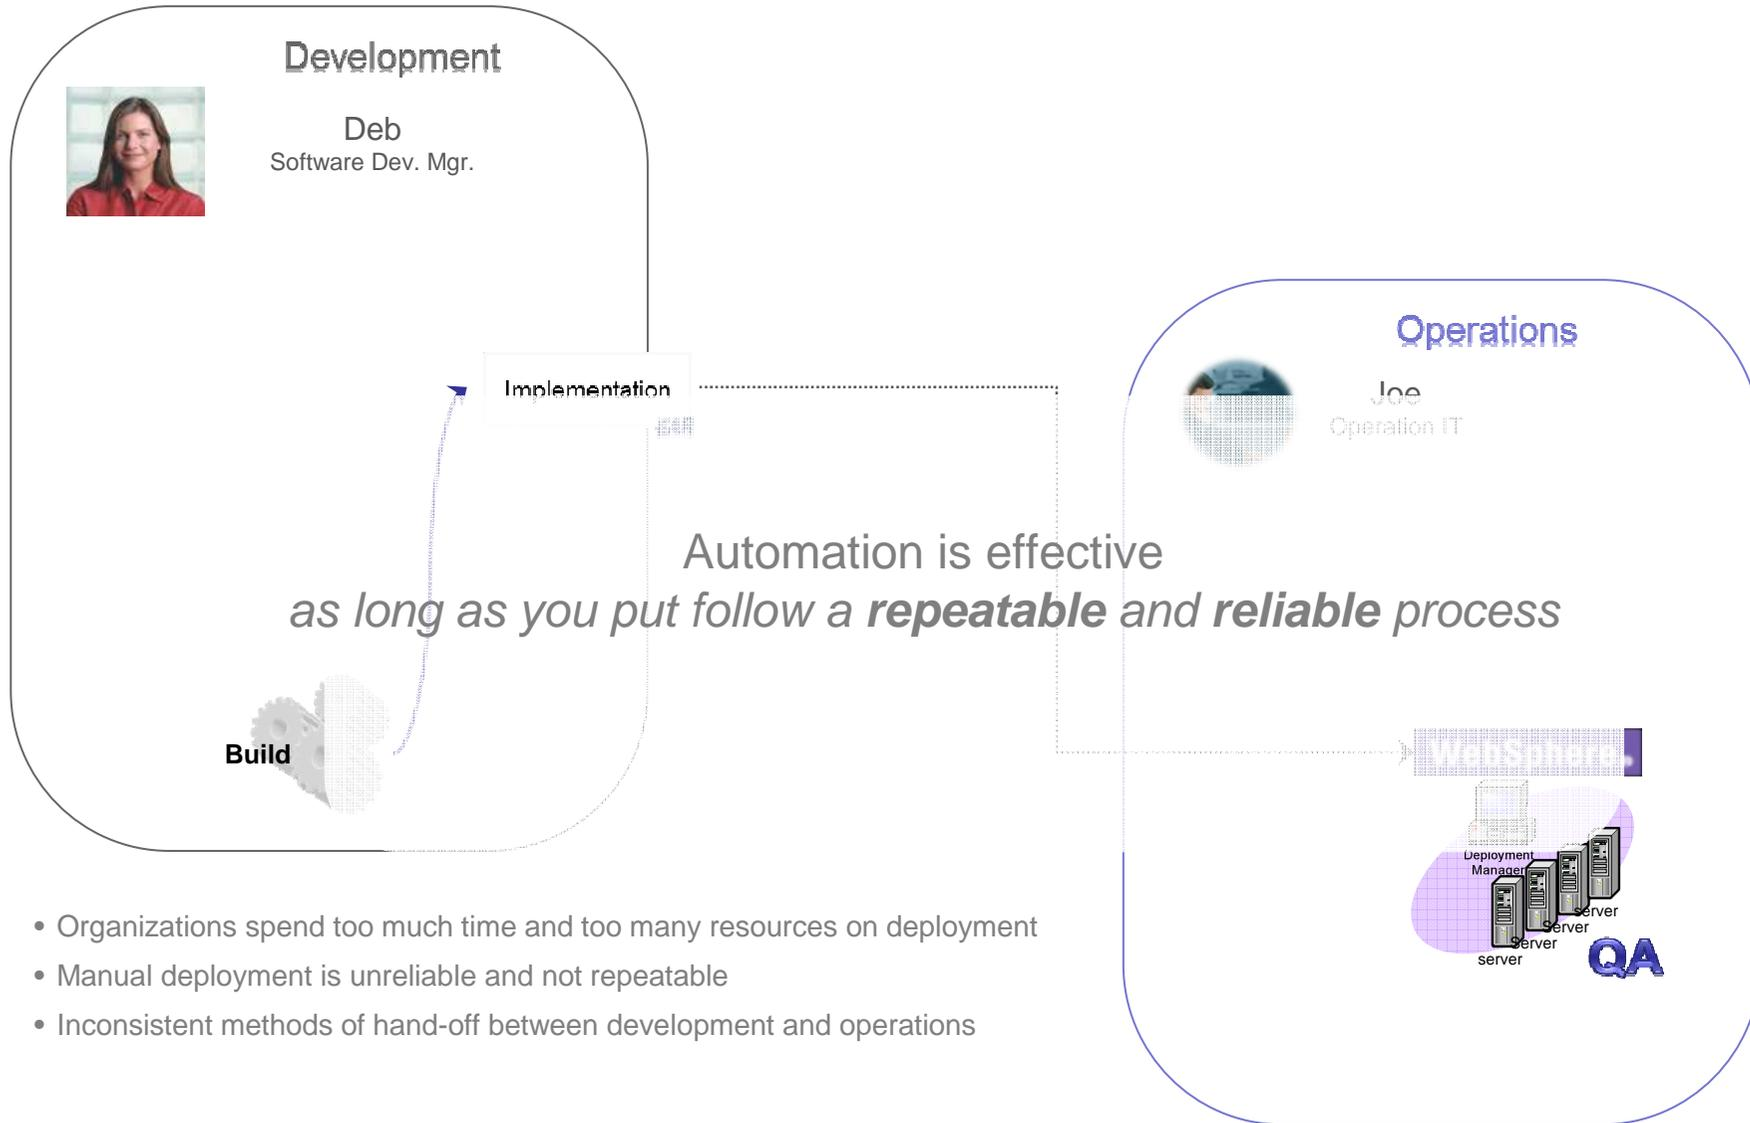 Development
Deb
Software Dev. Mgr.
Operations
Implementation
Joe
Operation IT
Automation is effective
as long as you put follow a repeatable and reliable process
Build
WebSphere.
Deployment
Manager
server
Server
Server
server
QA
• Organizations spend too much time and too many resources on deployment
• Manual deployment is unreliable and not repeatable
• Inconsistent methods of hand-off between development and operations